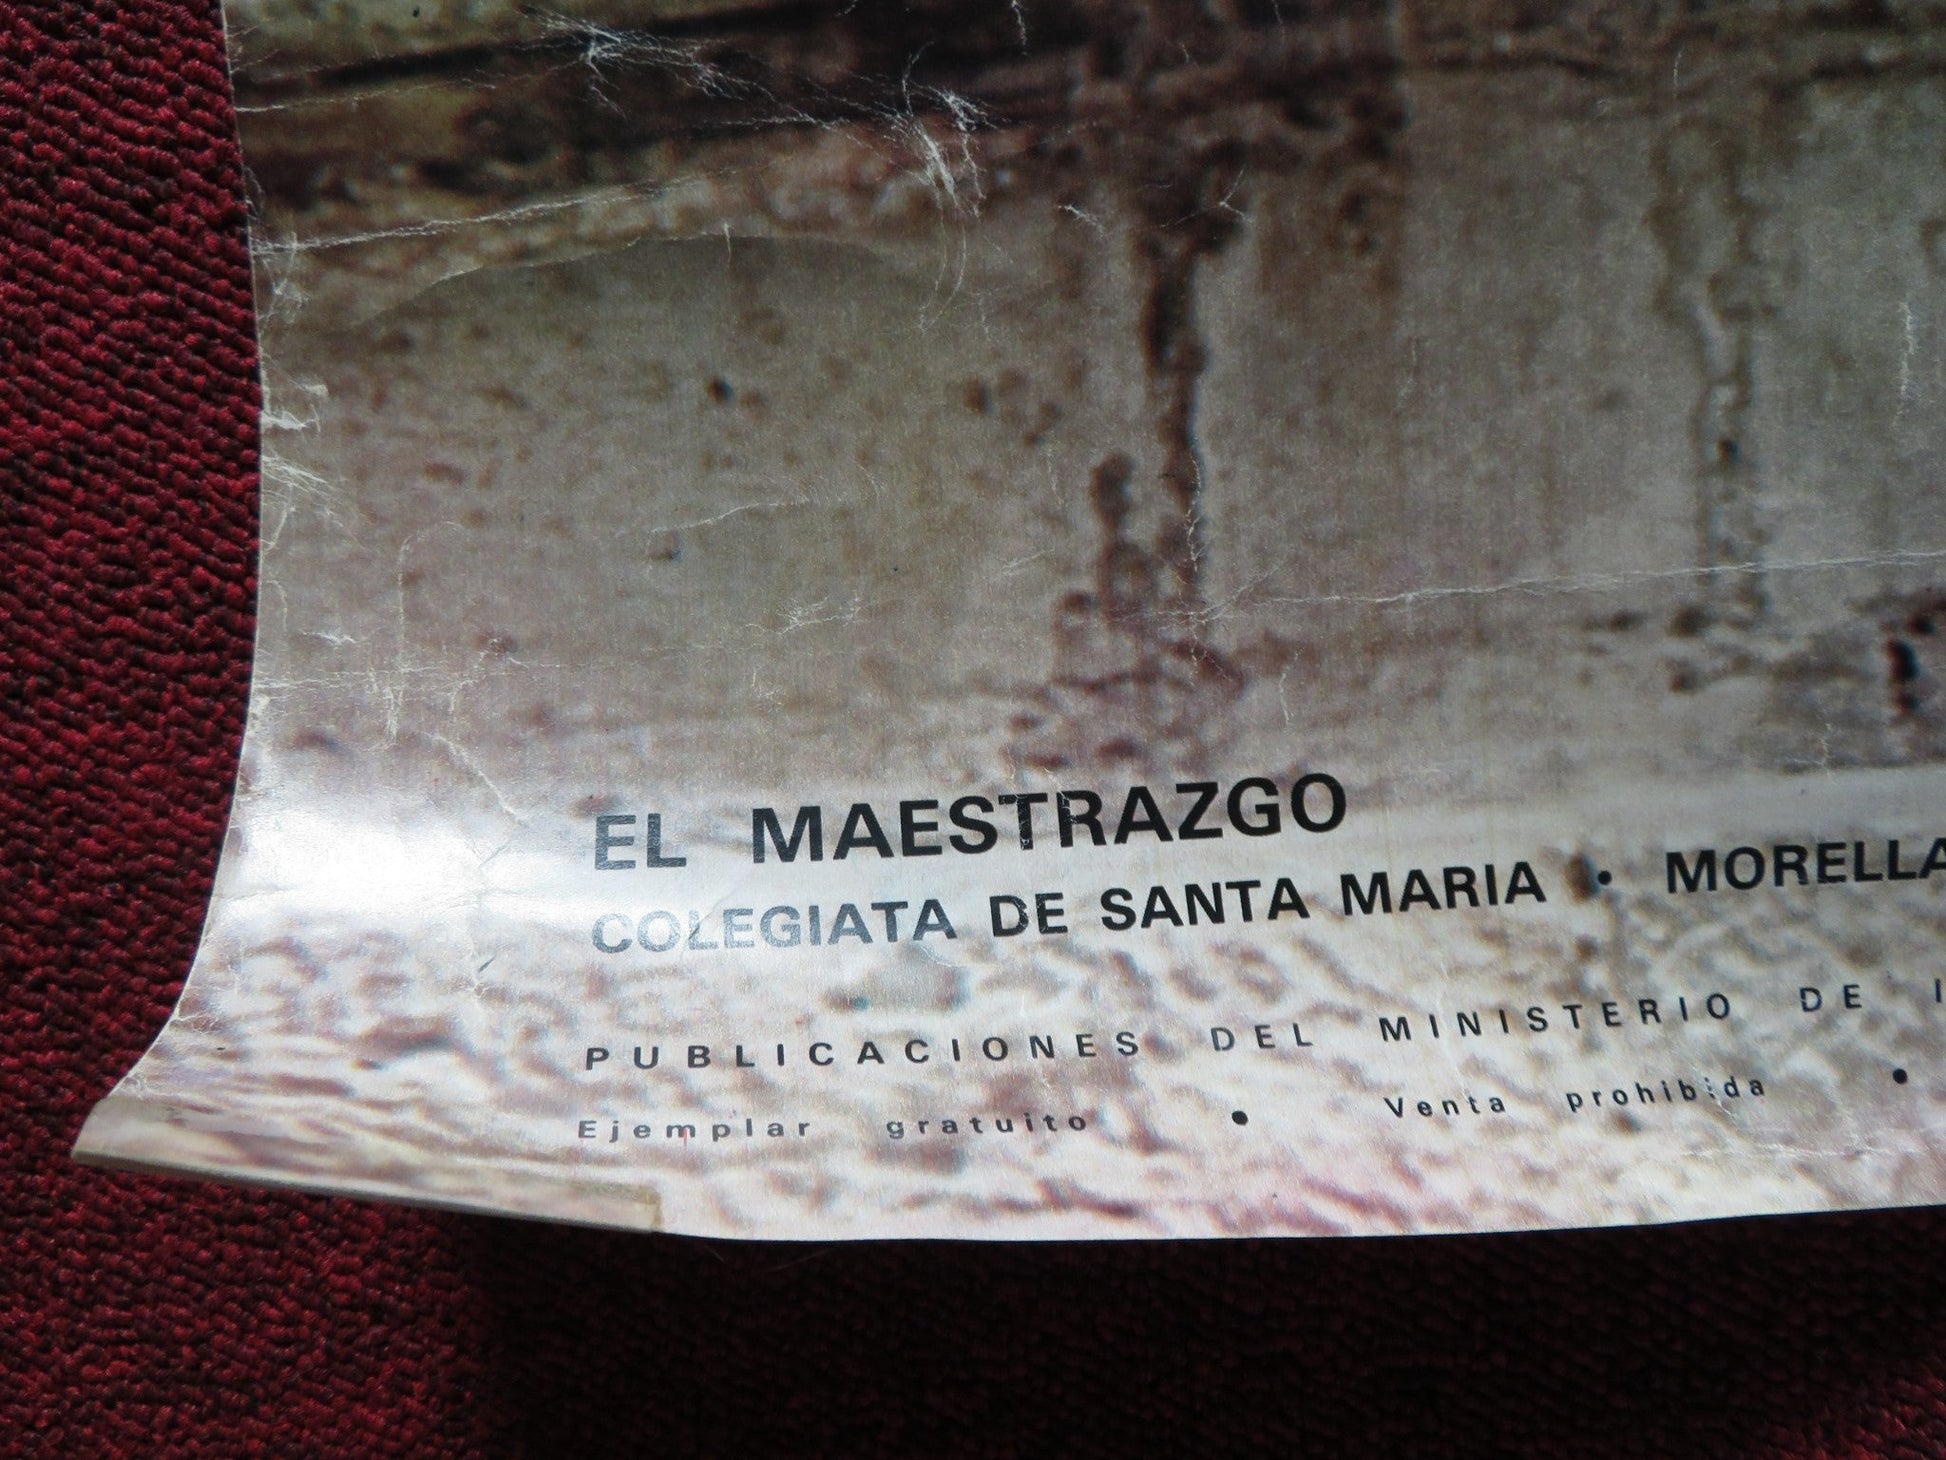 EL MAESTRAZGO
COLEGIATA DE SANTA MARIA • MORELLA
PUBLICACIONES DEL MINISTERIO DE
Ejemplar gratuito • Venta prohibida •